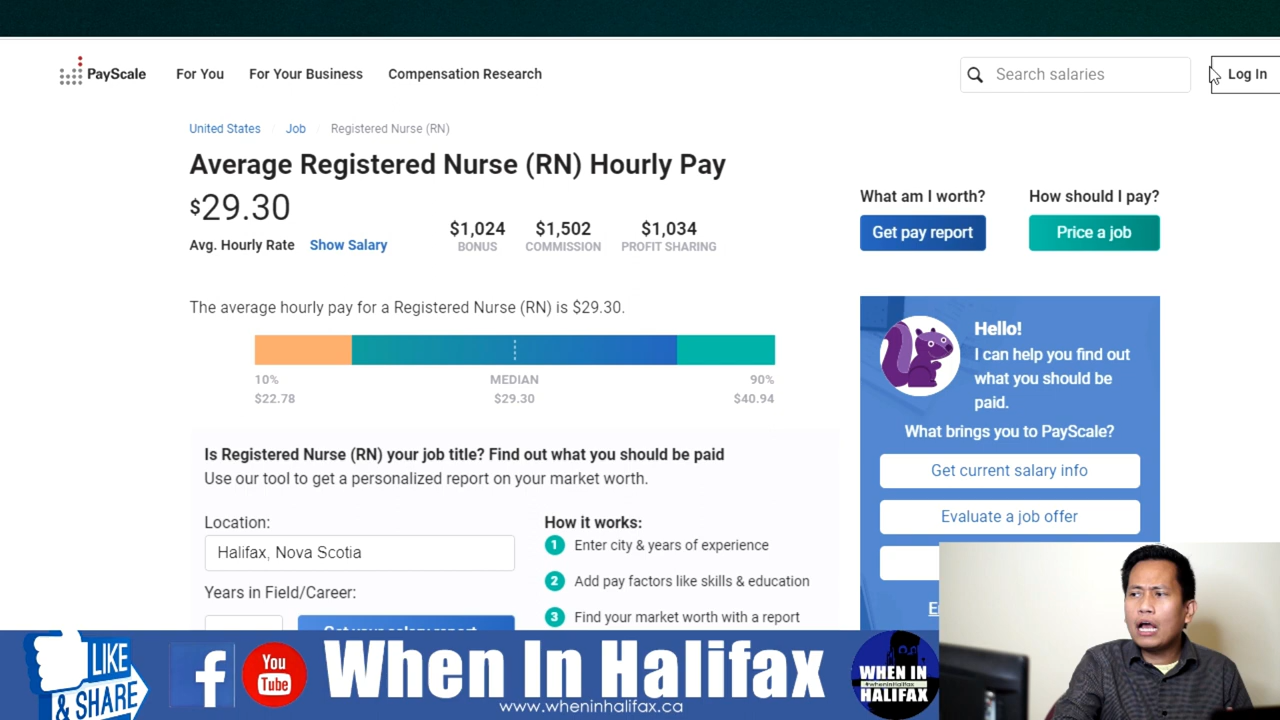 PayScale For You For Your Business Compensation Research Search salaries Log In
United States / Job / Registered Nurse (RN)
Average Registered Nurse (RN) Hourly Pay
$29.30
Avg. Hourly Rate Show Salary
$1,024 $1,502 $1,034
BONUS COMMISSION PROFIT SHARING
What am I worth? How should I pay?
Get pay report Price a job
The average hourly pay for a Registered Nurse (RN) is $29.30.
10% MEDIAN 90%
$22.78 $29.30 $40.94
Hello!
I can help you find out
what you should be
paid.
What brings you to PayScale?
Get current salary info
Evaluate a job offer
Is Registered Nurse (RN) your job title? Find out what you should be paid
Use our tool to get a personalized report on your market worth.
Location:
Halifax, Nova Scotia
Years in Field/Career:
How it works:
1 Enter city & years of experience
2 Add pay factors like skills & education
3 Find your market worth with a report
LIKE
& SHARE
f
You
Tube
When In Halifax
www.wheninhalifax.ca
WHEN IN
#wheninhalifax
HALIFAX